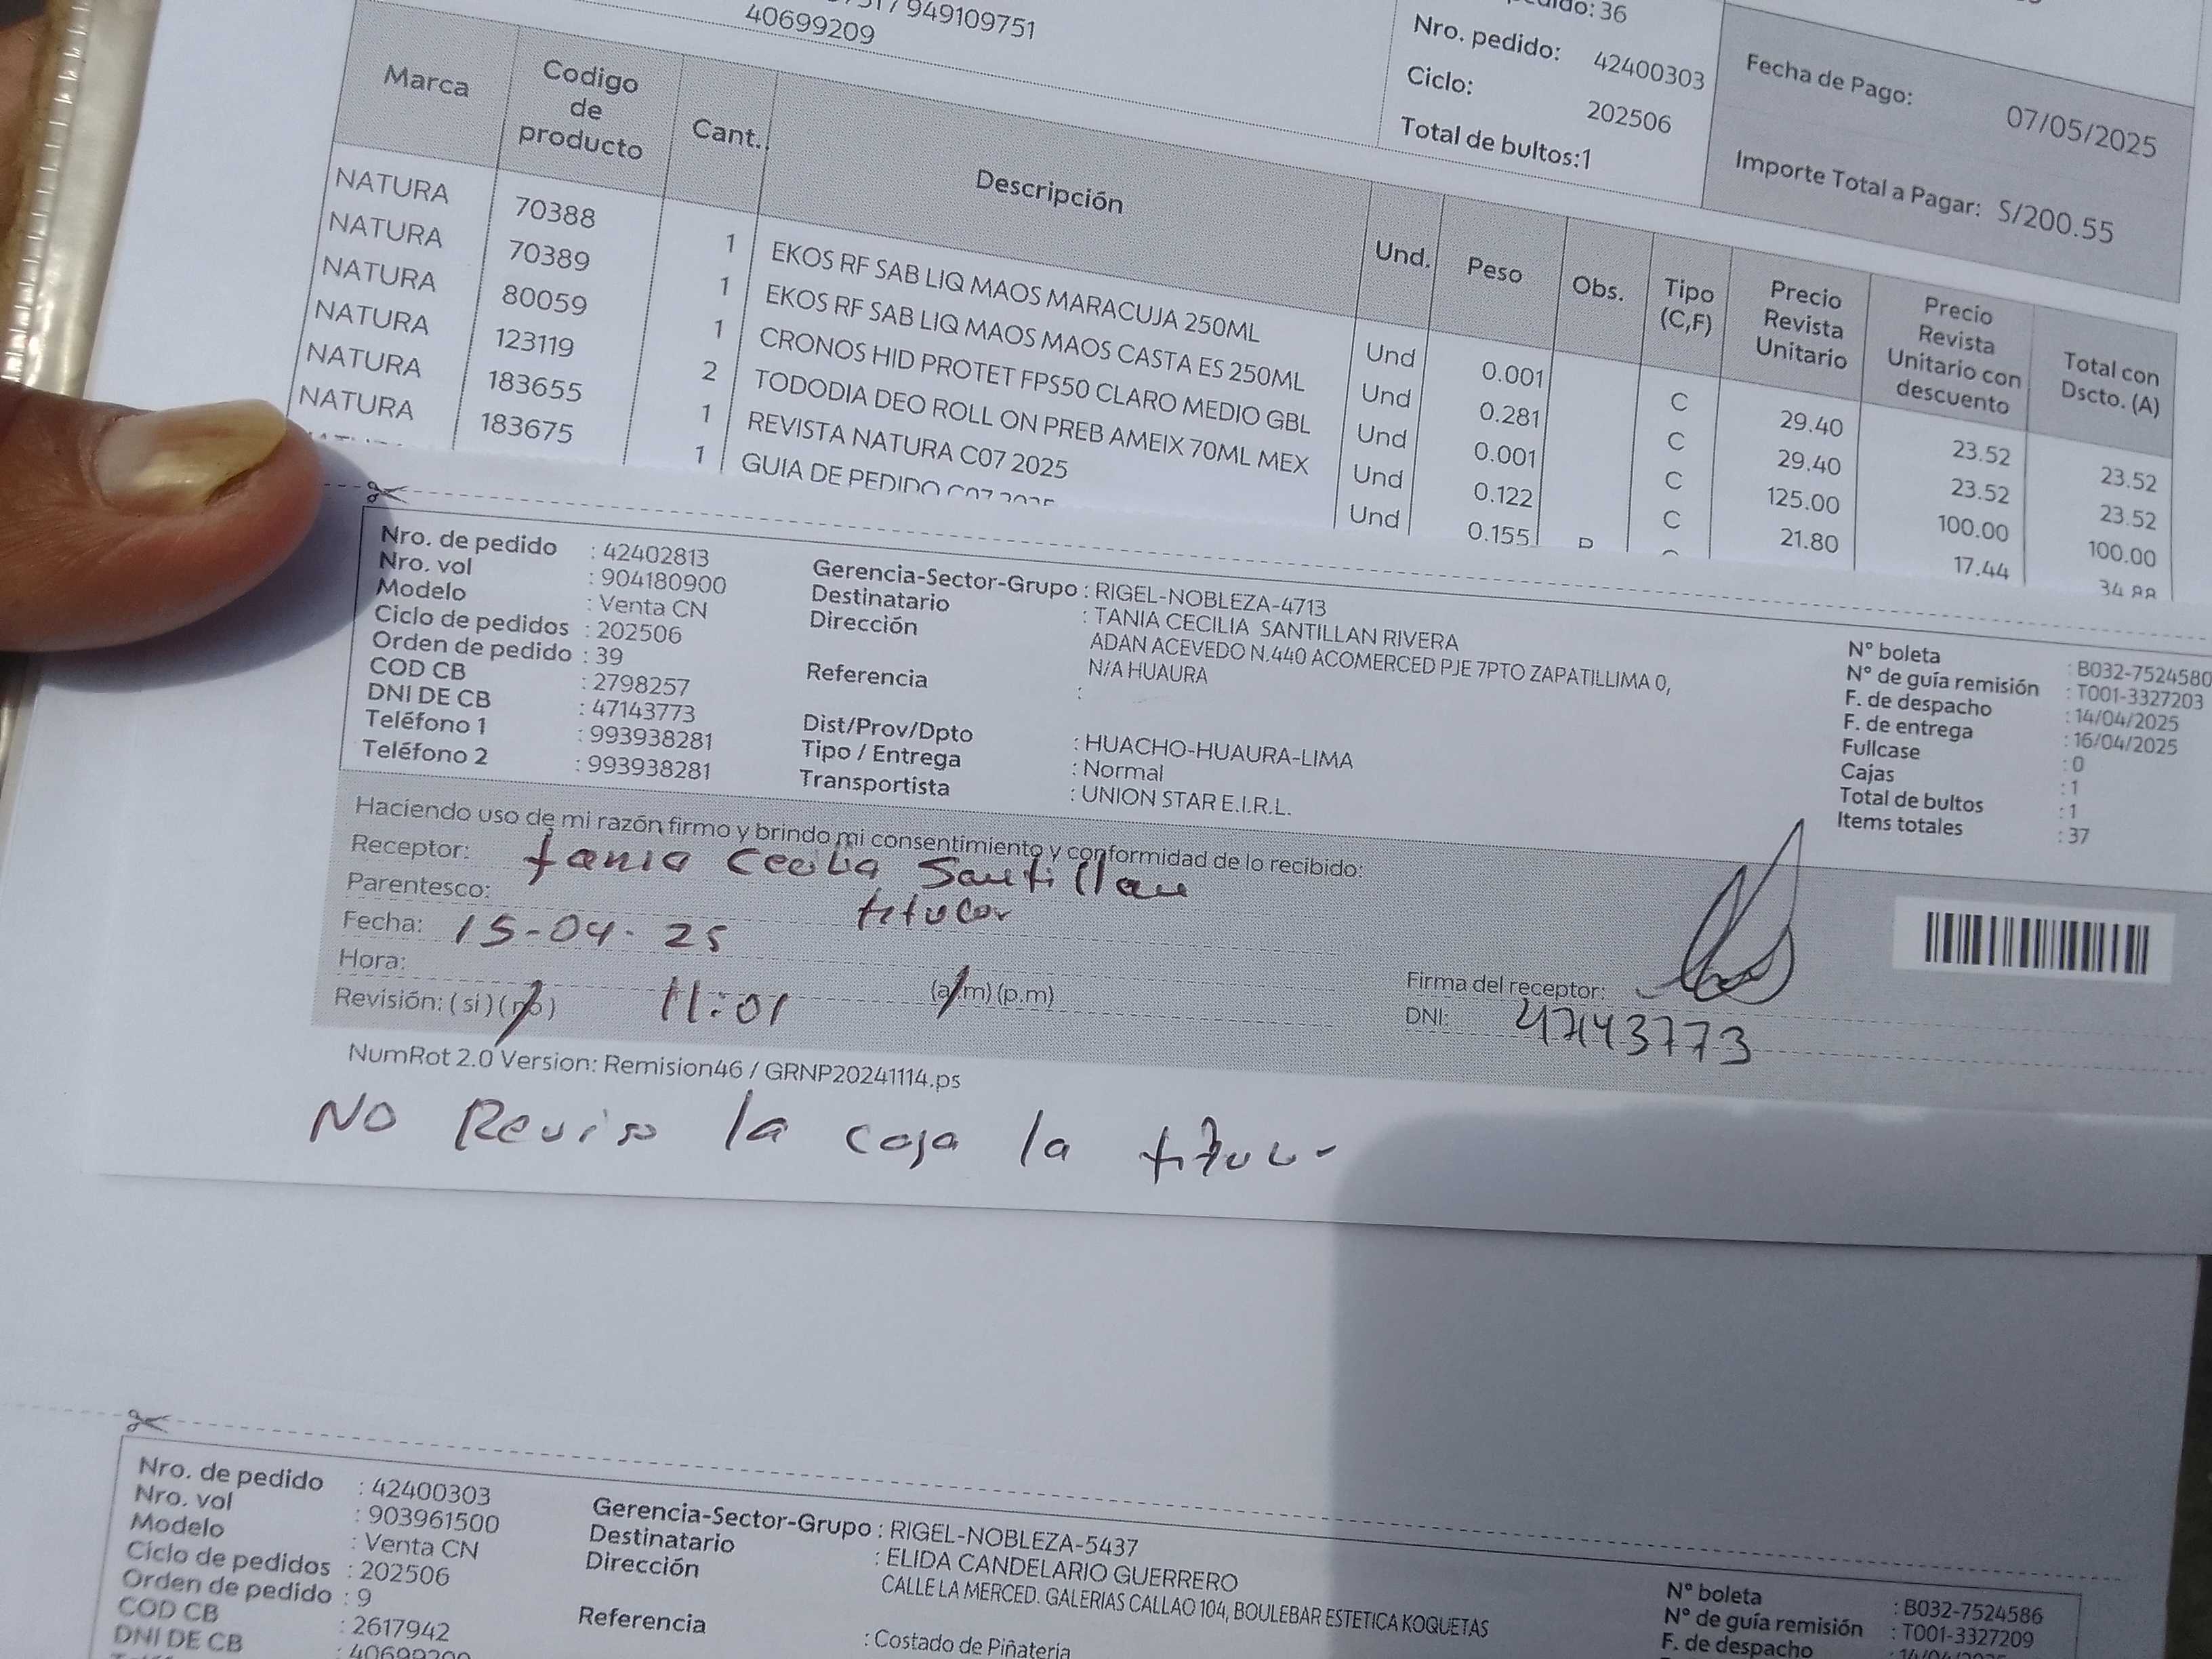 949109751
40699209
36
Nro. pedido: 42400303
Ciclo: 202506
Total de bultos:1
Fecha de Pago: 07/05/2025
Importe Total a Pagar: S/200.55
Marca Codigo de producto Cant. Descripción Und. Peso Obs. Tipo (C,F) Precio Revista Unitario Precio Revista Unitario con descuento Total con Dscto. (A)
NATURA 70388 1 EKOS RF SAB LIQ MAOS MARACUJA 250ML Und 0.001 C 29.40 23.52 23.52
NATURA 70389 1 EKOS RF SAB LIQ MAOS MAOS CASTA ES 250ML Und 0.281 C 29.40 23.52 23.52
NATURA 80059 1 CRONOS HID PROTET FPS50 CLARO MEDIO GBL Und 0.001 C 125.00 100.00 100.00
NATURA 123119 2 TODODIA DEO ROLL ON PREB AMEIX 70ML MEX Und 0.122 C 21.80 17.44 34.88
NATURA 183655 1 REVISTA NATURA C07 2025 Und 0.155
NATURA 183675 1 GUIA DE PEDIDO C07 2025
Nro. de pedido : 42402813
Nro. vol : 904180900
Modelo : Venta CN
Ciclo de pedidos : 202506
Orden de pedido : 39
COD CB : 2798257
DNI DE CB : 47143773
Teléfono 1 : 993938281
Teléfono 2 : 993938281
Gerencia-Sector-Grupo : RIGEL-NOBLEZA-4713
Destinatario : TANIA CECILIA SANTILLAN RIVERA
Dirección ADAN ACEVEDO N.440 ACOMERCED PJE 7PTO ZAPATILLIMA 0,
N/A HUAURA
Referencia :
Dist/Prov/Dpto : HUACHO-HUAURA-LIMA
Tipo / Entrega : Normal
Transportista : UNION STAR E.I.R.L.
N° boleta : B032-7524580
N° de guía remisión : T001-3327203
F. de despacho : 14/04/2025
F. de entrega : 16/04/2025
Fullcase : 0
Cajas : 1
Total de bultos : 1
Items totales : 37
Haciendo uso de mi razón firmo y brindo mi consentimiento y conformidad de lo recibido:
Receptor: tania Cecilia Santillan
Parentesco: titular
Fecha: 15-04-25
Hora: 11:01 (a.m) (p.m)
Revisión: (si) (no)
Firma del receptor:
DNI: 47143773
NumRot 2.0 Version: Remision46 / GRNP20241114.ps
NO Reviso la caja la titular
Nro. de pedido : 42400303
Nro. vol : 903961500
Modelo : Venta CN
Ciclo de pedidos : 202506
Orden de pedido : 9
COD CB : 2617942
DNI DE CB : 40699209
Gerencia-Sector-Grupo : RIGEL-NOBLEZA-5437
Destinatario : ELIDA CANDELARIO GUERRERO
Dirección CALLE LA MERCED. GALERIAS CALLAO 104, BOULEBAR ESTETICA KOQUETAS
Referencia : Costado de Piñateria
N° boleta : B032-7524586
N° de guía remisión : T001-3327209
F. de despacho